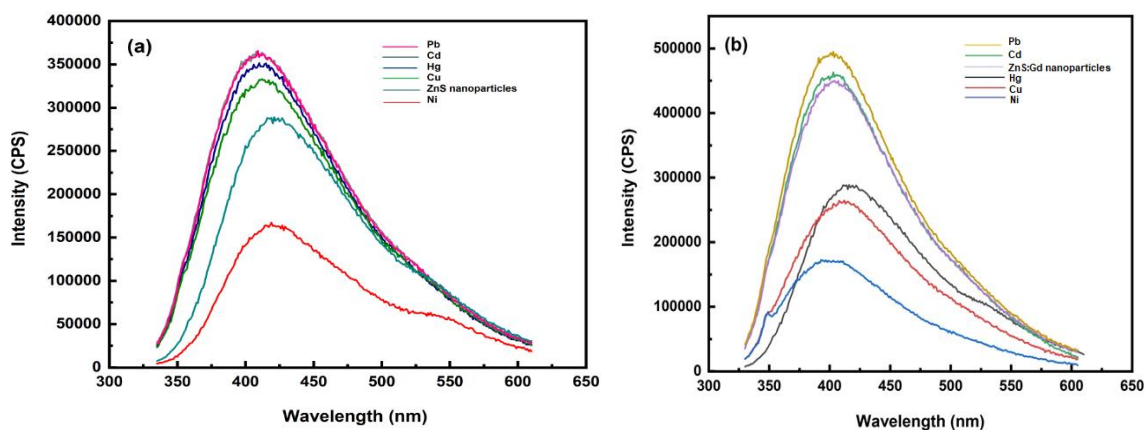 (a)
Pb
Cd
Hg
Cu
ZnS nanoparticles
Ni
400000
350000
300000
250000
200000
150000
100000
50000
0
300 350 400 450 500 550 600 650
Intensity (CPS)
Wavelength (nm)
(b)
Pb
Cd
ZnS:Gd nanoparticles
Hg
Cu
Ni
500000
400000
300000
200000
100000
0
300 350 400 450 500 550 600 650
Intensity (CPS)
Wavelength (nm)